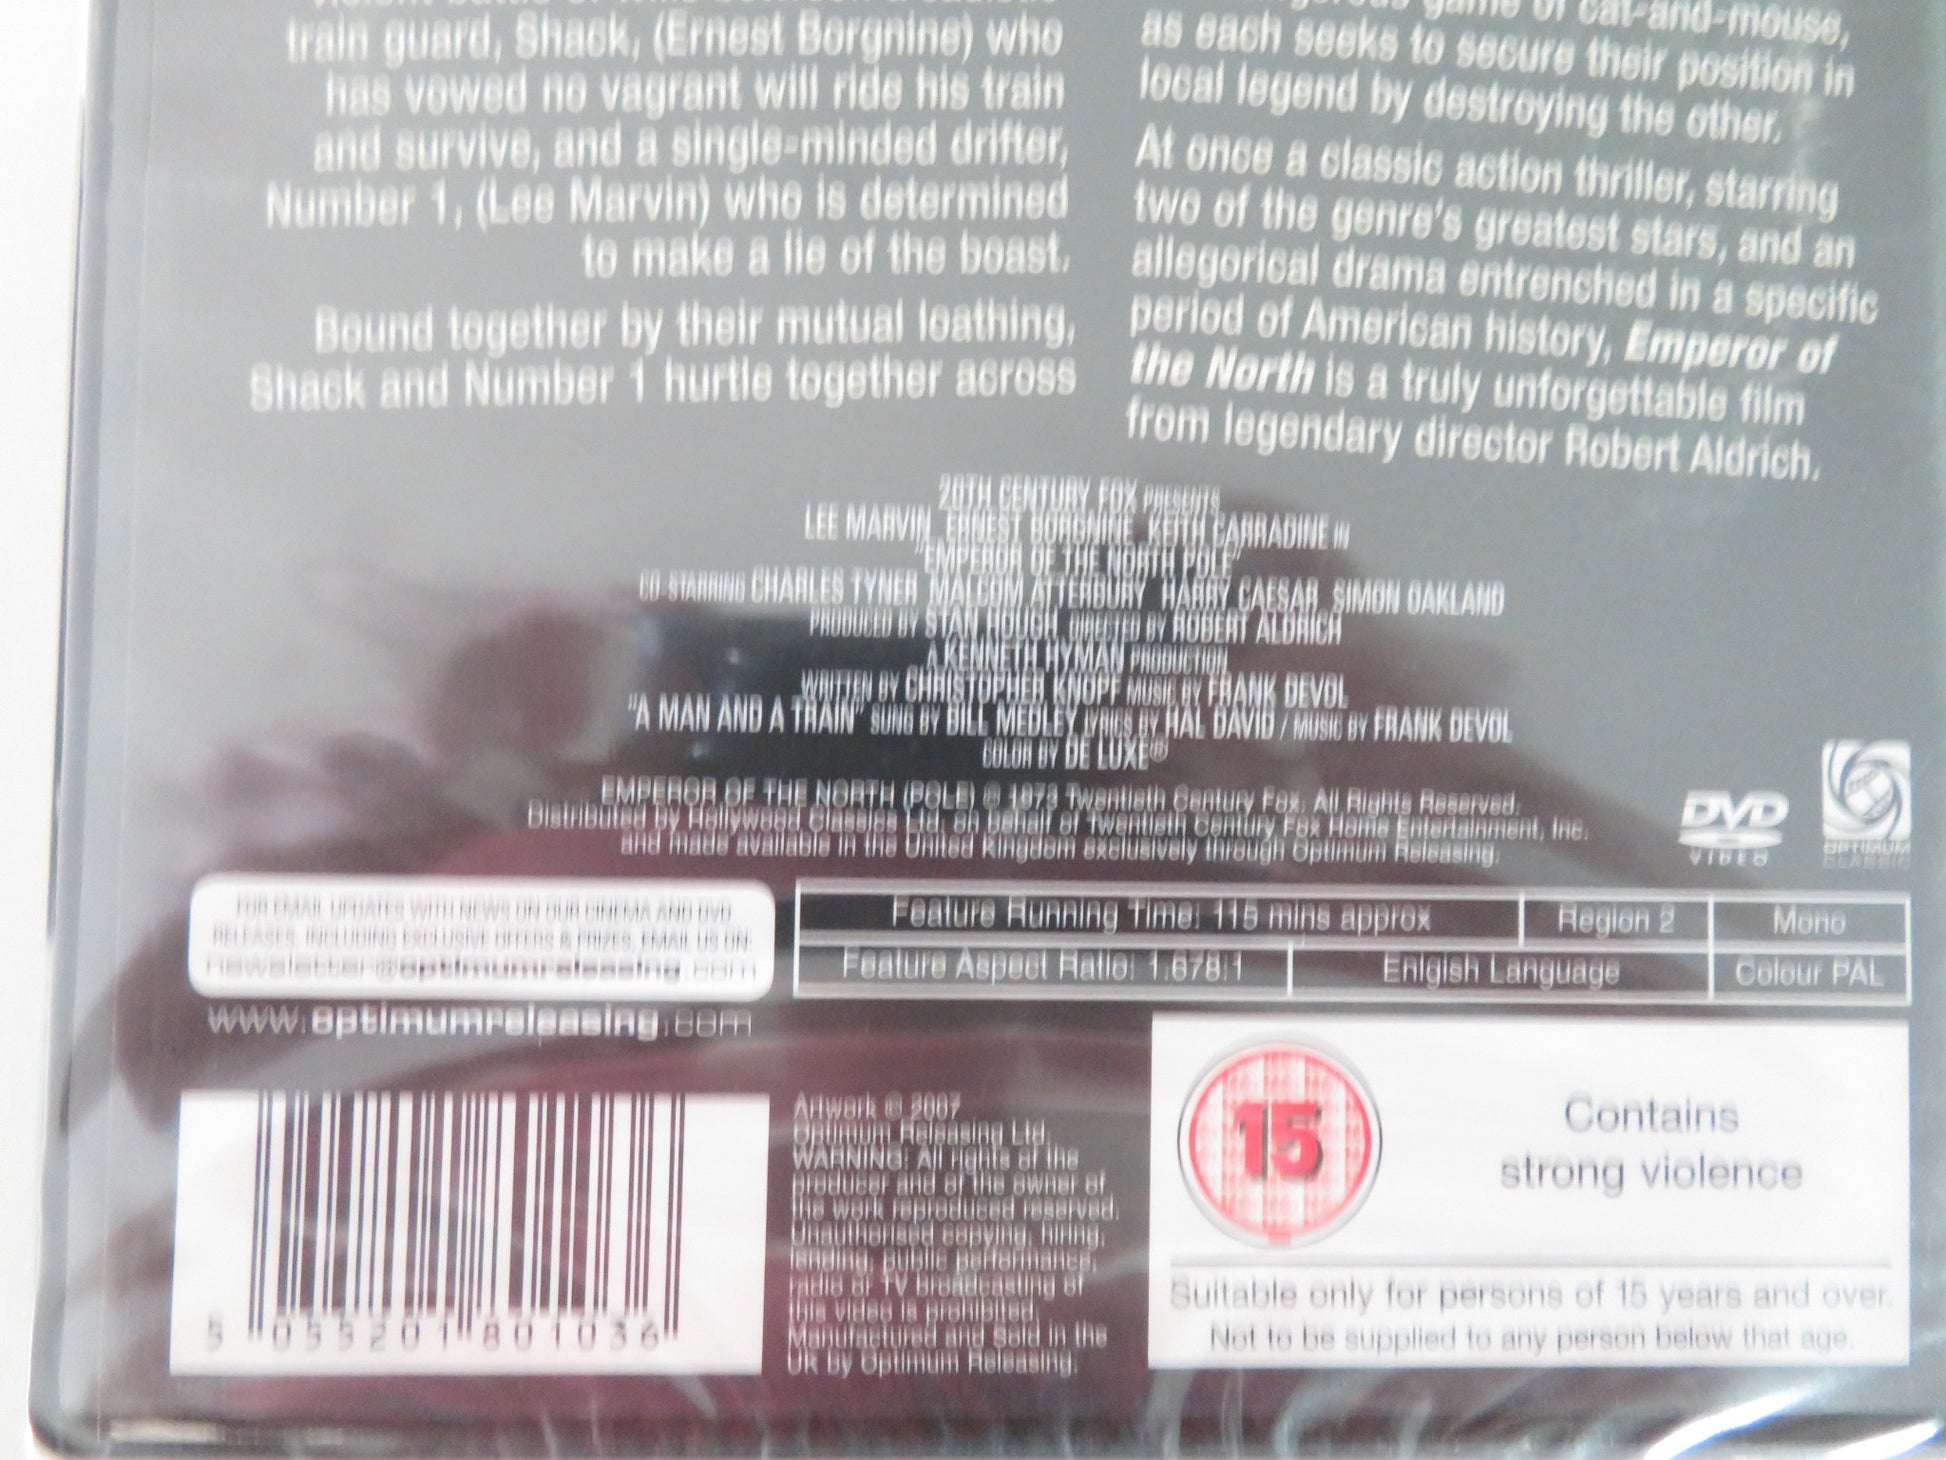 train guard, Shack, (Ernest Borgnine) who
has vowed no vagrant will ride his train
and survive, and a single-minded drifter,
Number 1, (Lee Marvin) who is determined
to make a lie of the boast.
Bound together by their mutual loathing,
Shack and Number 1 hurtle together across
game of cat-and-mouse,
as each seeks to secure their position in
local legend by destroying the other.
At once a classic action thriller, starring
two of the genre's greatest stars, and an
allegorical drama entrenched in a specific
period of American history, Emperor of
the North is a truly unforgettable film
from legendary director Robert Aldrich.
20TH CENTURY FOX PRESENTS
LEE MARVIN ERNEST BORGNINE KEITH CARRADINE IN
"EMPEROR OF THE NORTH POLE"
CO-STARRING CHARLES TYNER MALCOM ATTERBURY HARRY CAESAR SIMON OAKLAND
PRODUCED BY STAN HOUGH DIRECTED BY ROBERT ALDRICH
A KENNETH HYMAN PRODUCTION
WRITTEN BY CHRISTOPHER KNOPF MUSIC BY FRANK DEVOL
"A MAN AND A TRAIN" SUNG BY BILL MEDLEY LYRICS BY HAL DAVID / MUSIC BY FRANK DEVOL
COLOR BY DE LUXE®
EMPEROR OF THE NORTH (POLE) © 1973 Twentieth Century Fox. All Rights Reserved.
Distributed by Hollywood Classics Ltd. on behalf of Twentieth Century Fox Home Entertainment, Inc.
and made available in the United Kingdom exclusively through Optimum Releasing.
DVD
VIDEO
OPTIMUM
CLASSIC
FOR EMAIL UPDATES WITH NEWS ON OUR CINEMA AND DVD
RELEASES, INCLUDING EXCLUSIVE OFFERS & PRIZES, EMAIL US ON:
newsletter@optimumreleasing.com
www.optimumreleasing.com
Feature Running Time: 115 mins approx
Region 2
Mono
Feature Aspect Ratio: 1.678:1
Enlgish Language
Colour PAL
5 055201 801036
Artwork © 2007
Optimum Releasing Ltd.
WARNING: All rights of the
producer and of the owner of
the work reproduced reserved.
Unauthorised copying, hiring,
lending, public performance,
radio or TV broadcasting of
this video is prohibited.
Manufactured and Sold in the
UK by Optimum Releasing.
15
Contains
strong violence
Suitable only for persons of 15 years and over.
Not to be supplied to any person below that age.